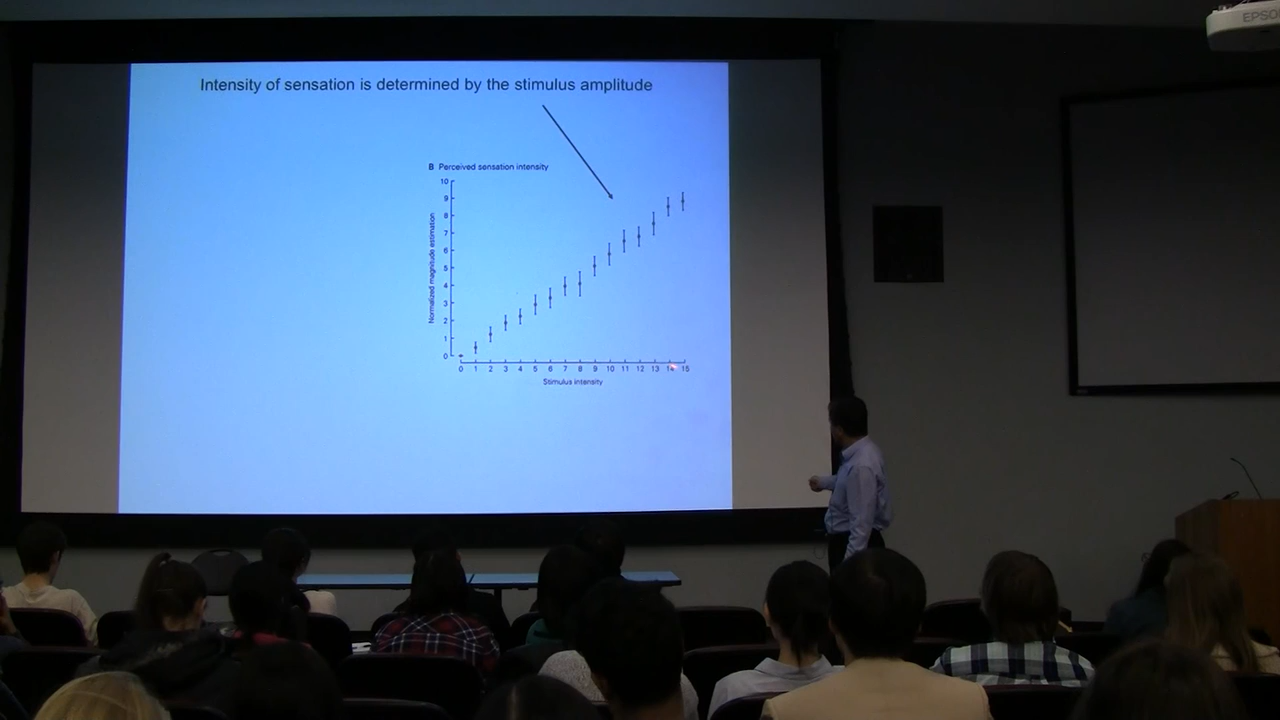 EPSO
Intensity of sensation is determined by the stimulus amplitude
B Perceived sensation intensity
10
9
8
7
6
5
4
3
2
1
0
Normalized magnitude estimation
0 1 2 3 4 5 6 7 8 9 10 11 12 13 14 15
Stimulus intensity